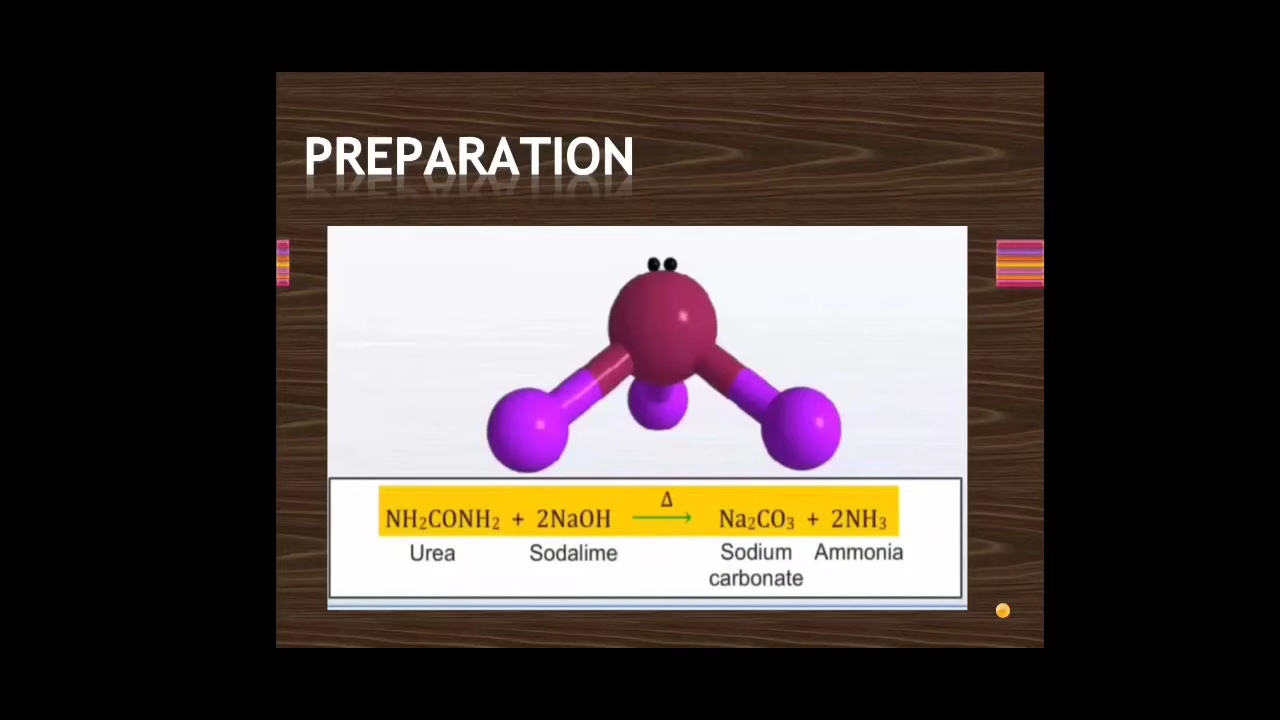 PREPARATION
Δ
NH₂CONH₂ + 2NaOH → Na₂CO₃ + 2NH₃
Urea Sodalime Sodium Ammonia
carbonate